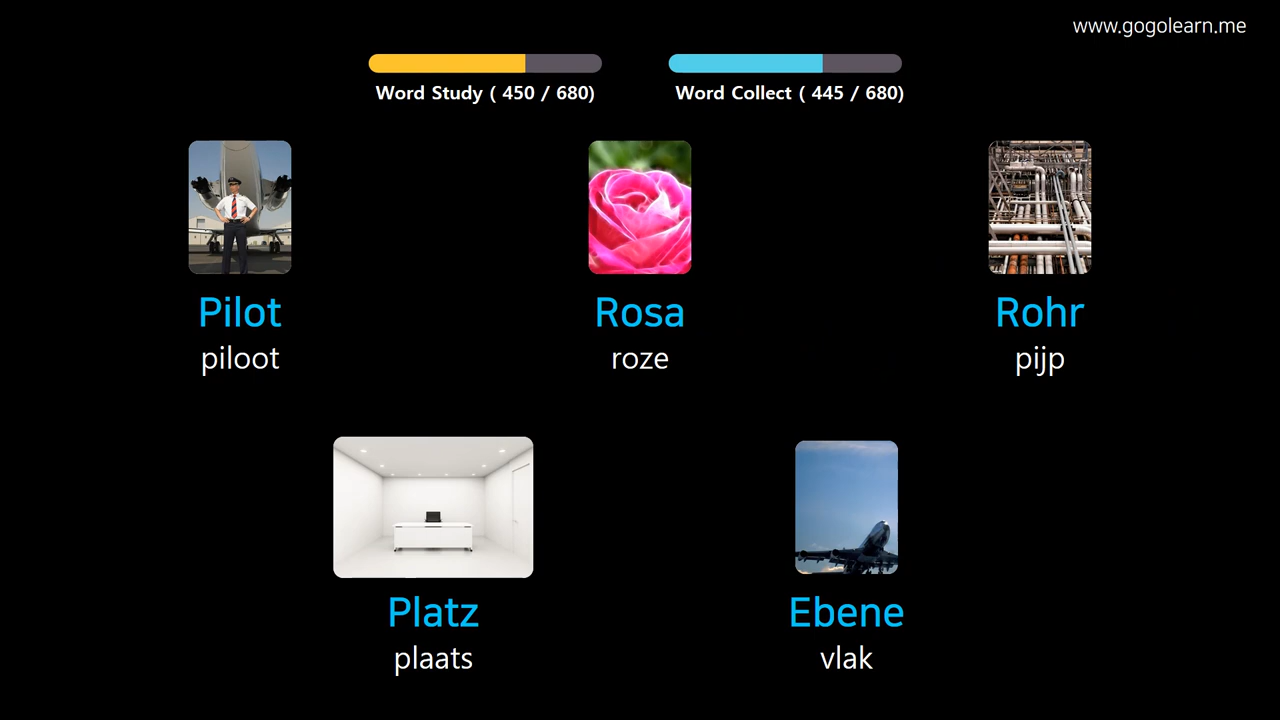 www.gogolearn.me
Word Study ( 450 / 680)
Word Collect ( 445 / 680)
Pilot
piloot
Rosa
roze
Rohr
pijp
Platz
plaats
Ebene
vlak